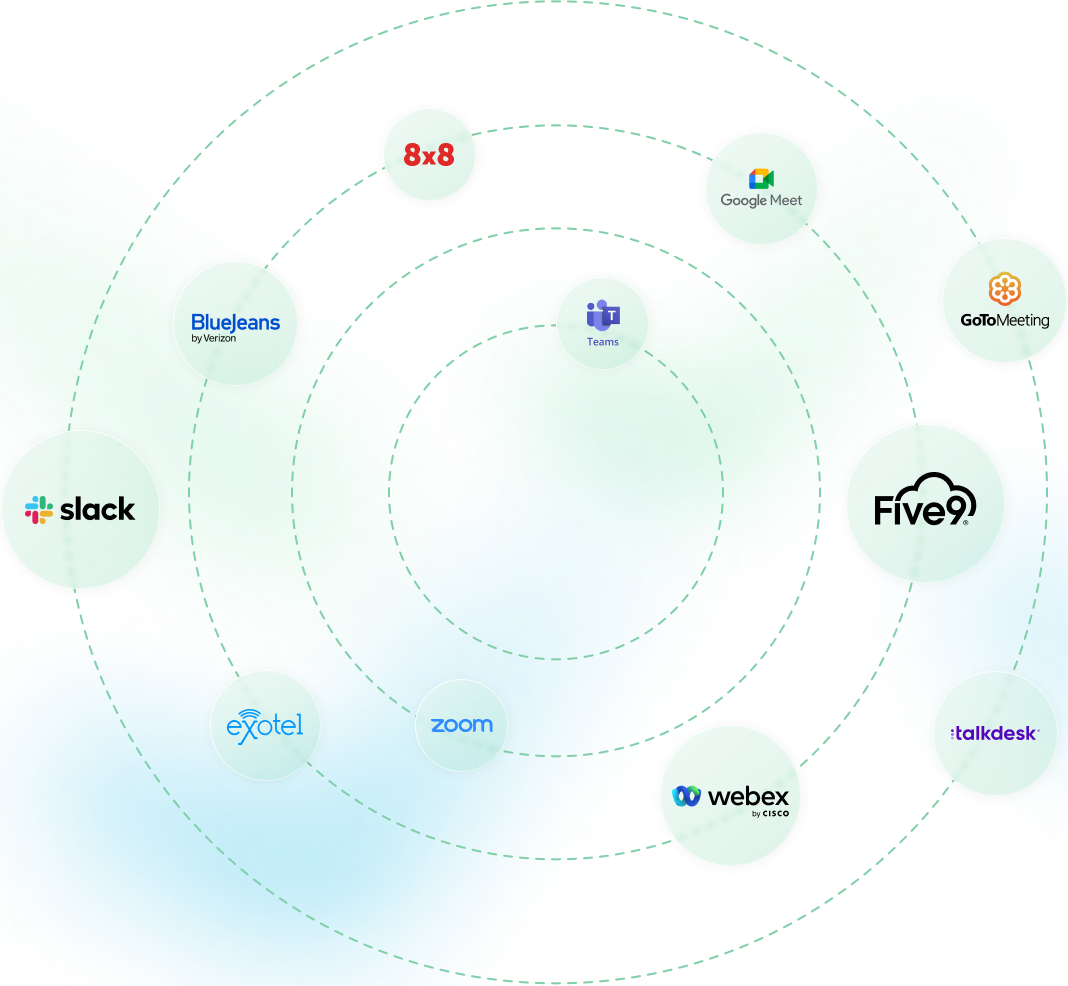 8x8
Google Meet
GoToMeeting
Teams
BlueJeans
by Verizon
slack
Five9®
exotel
zoom
talkdesk
webex
by CISCO